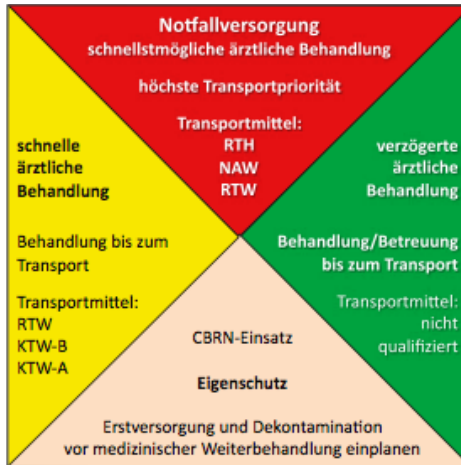 Notfallversorgung
schnellstmögliche ärztliche Behandlung
höchste Transportpriorität
Transportmittel:
RTH
NAW
RTW
schnelle
ärztliche
Behandlung
Behandlung bis zum
Transport
Transportmittel:
RTW
KTW-B
KTW-A
verzögerte
ärztliche
Behandlung
Behandlung/Betreuung
bis zum Transport
Transportmittel:
nicht
qualifiziert
CBRN-Einsatz
Eigenschutz
Erstversorgung und Dekontamination
vor medizinischer Weiterbehandlung einplanen